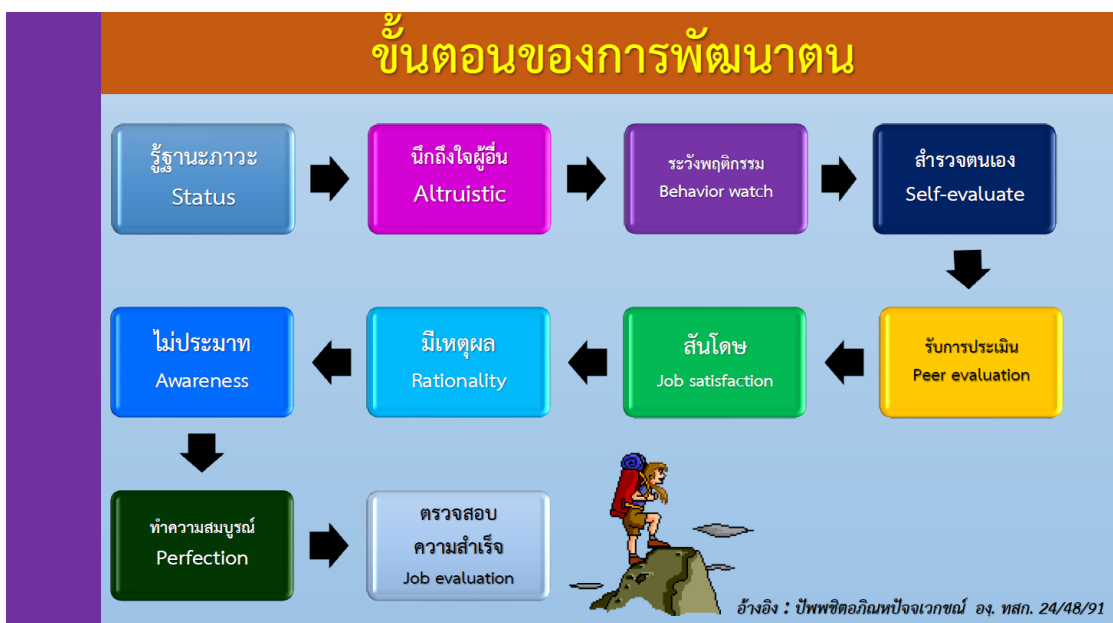 ขั้นตอนของการพัฒนาตน
รู้ฐานะภาวะ
Status
นึกถึงใจผู้อื่น
Altruistic
ระวังพฤติกรรม
Behavior watch
สำรวจตนเอง
Self-evaluate
รับการประเมิน
Peer evaluation
สันโดษ
Job satisfaction
มีเหตุผล
Rationality
ไม่ประมาท
Awareness
ทำความสมบูรณ์
Perfection
ตรวจสอบ
ความสำเร็จ
Job evaluation
อ้างอิง : ปัพพชิตอภิณหปัจจเวกขณ์ องฺ. ทสก. 24/48/91